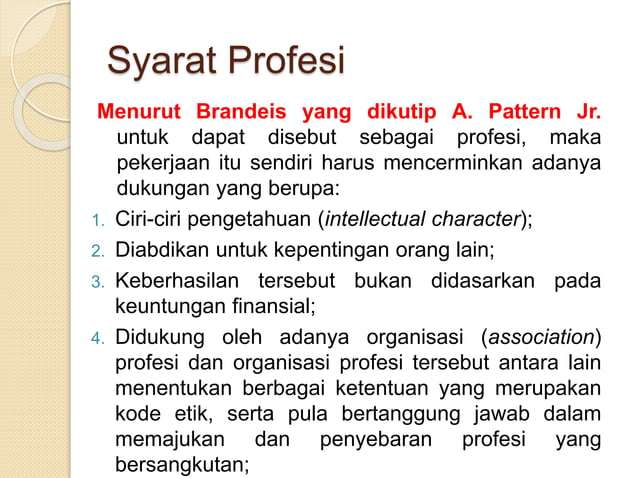 Syarat Profesi
Menurut Brandeis yang dikutip A. Pattern Jr.
untuk dapat disebut sebagai profesi, maka
pekerjaan itu sendiri harus mencerminkan adanya
dukungan yang berupa:
1. Ciri-ciri pengetahuan (intellectual character);
2. Diabdikan untuk kepentingan orang lain;
3. Keberhasilan tersebut bukan didasarkan pada
keuntungan finansial;
4. Didukung oleh adanya organisasi (association)
profesi dan organisasi profesi tersebut antara lain
menentukan berbagai ketentuan yang merupakan
kode etik, serta pula bertanggung jawab dalam
memajukan dan penyebaran profesi yang
bersangkutan;